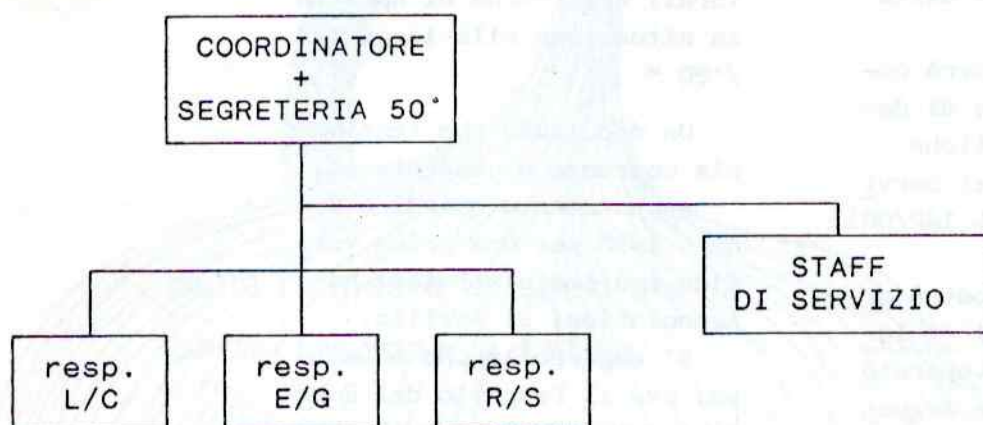 COORDINATORE
+
SEGRETERIA 50°
STAFF
DI SERVIZIO
resp.
L/C
resp.
E/G
resp.
R/S